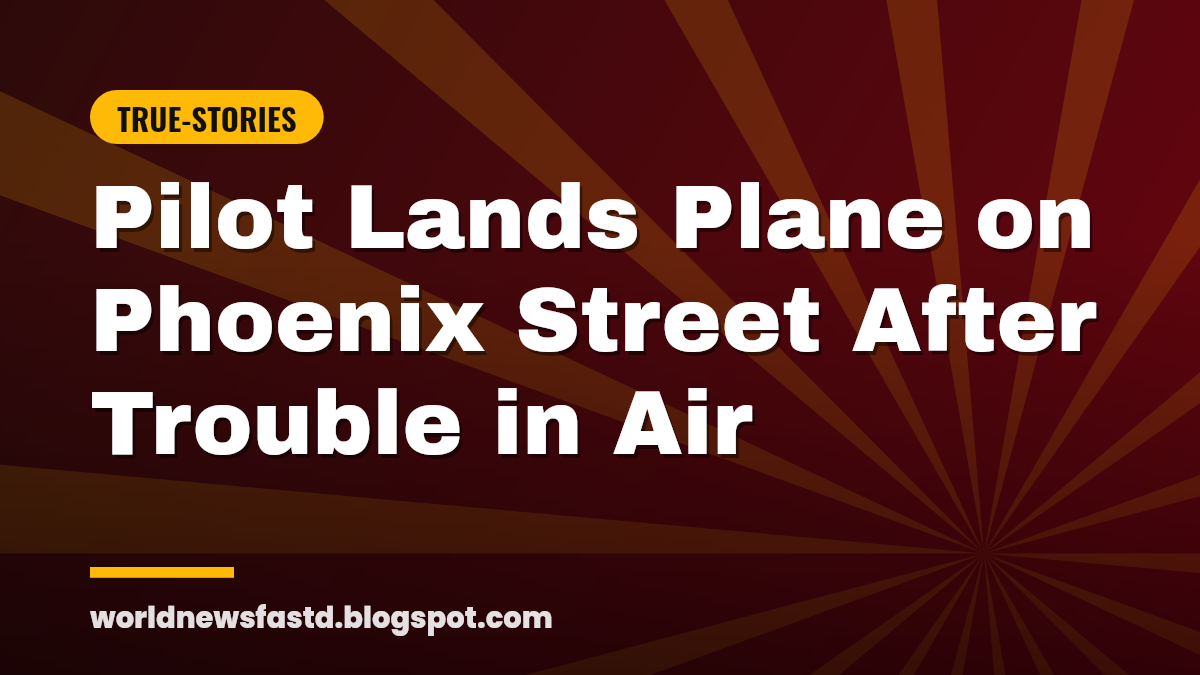 TRUE-STORIES
Pilot Lands Plane on
Phoenix Street After
Trouble in Air
worldnewsfastd.blogspot.com